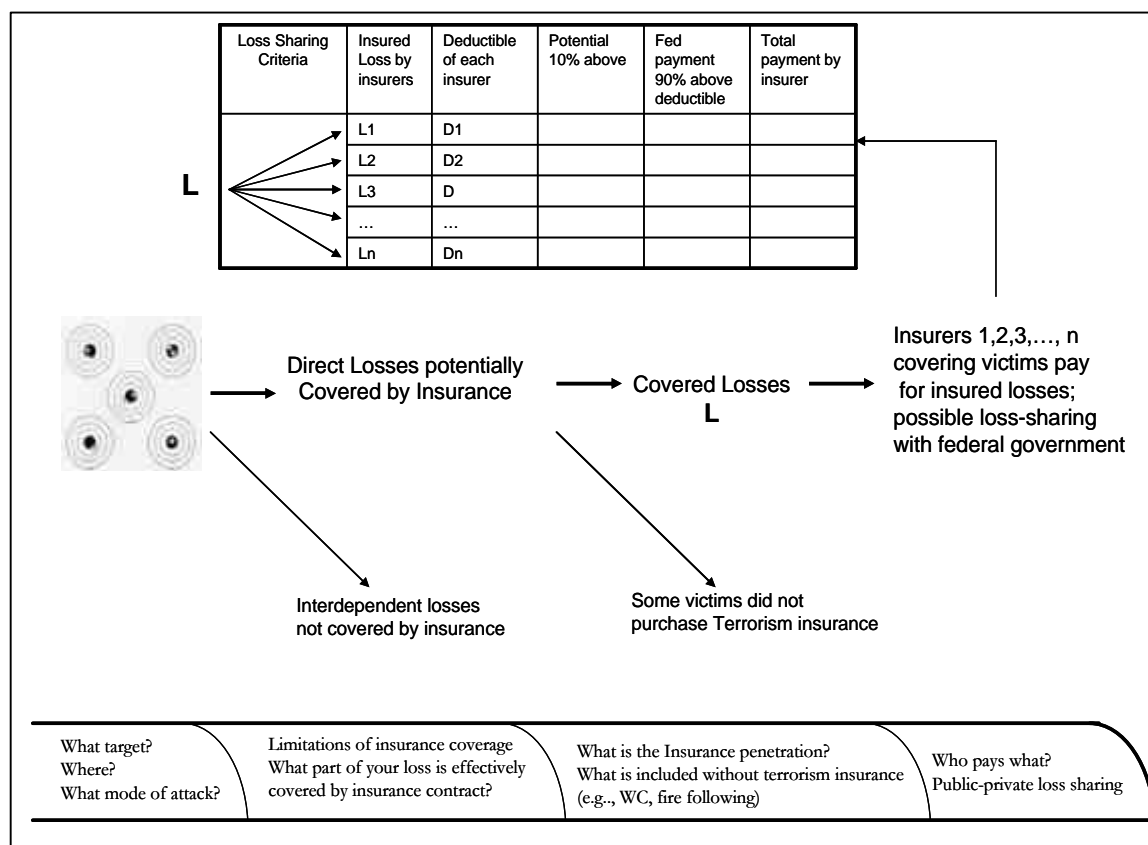 Loss Sharing
Criteria
Insured
Loss by
insurers
Deductible
of each
insurer
Potential
10% above
Fed
payment
90% above
deductible
Total
payment by
insurer
L
L1
D1
L2
D2
L3
D
...
...
Ln
Dn
Direct Losses potentially
Covered by Insurance
Covered Losses
L
Insurers 1,2,3,..., n
covering victims pay
for insured losses;
possible loss-sharing
with federal government
Interdependent losses
not covered by insurance
Some victims did not
purchase Terrorism insurance
What target?
Where?
What mode of attack?
Limitations of insurance coverage
What part of your loss is effectively
covered by insurance contract?
What is the Insurance penetration?
What is included without terrorism insurance
(e.g.., WC, fire following)
Who pays what?
Public-private loss sharing